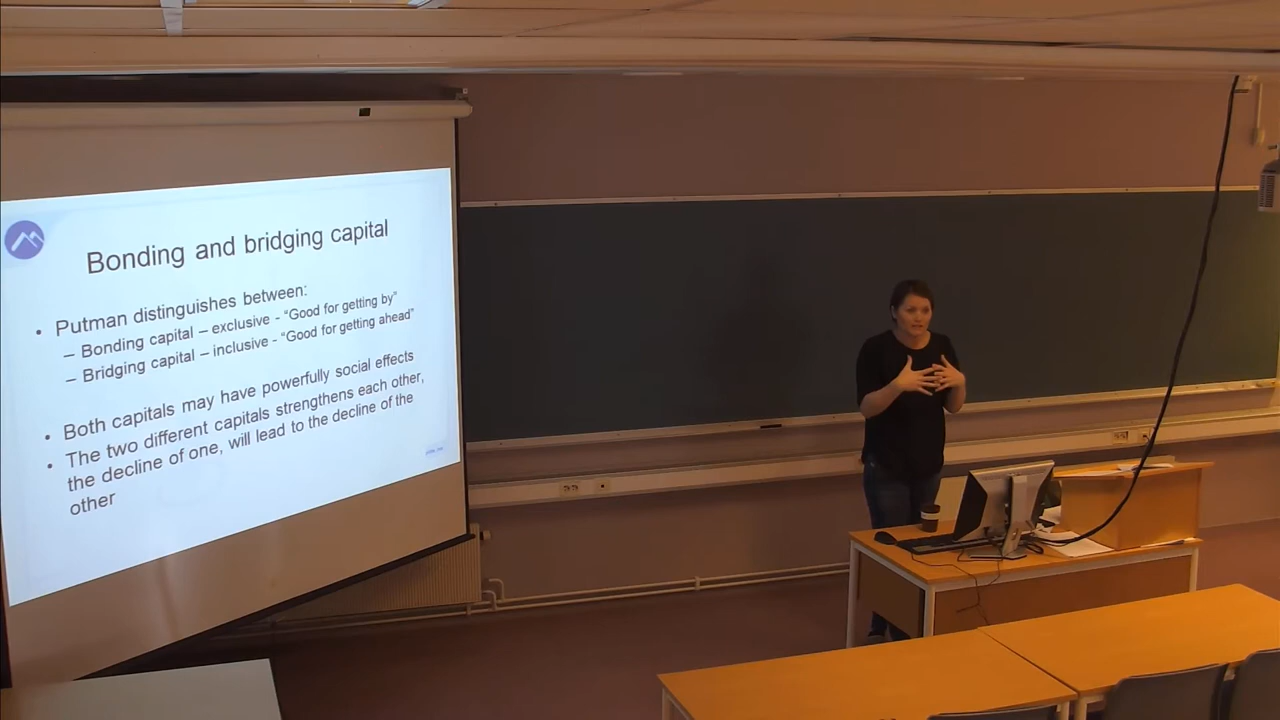 Bonding and bridging capital
• Putman distinguishes between:
– Bonding capital – exclusive - “Good for getting by”
– Bridging capital – inclusive - “Good for getting ahead”
• Both capitals may have powerfully social effects
• The two different capitals strengthens each other,
the decline of one, will lead to the decline of the
other